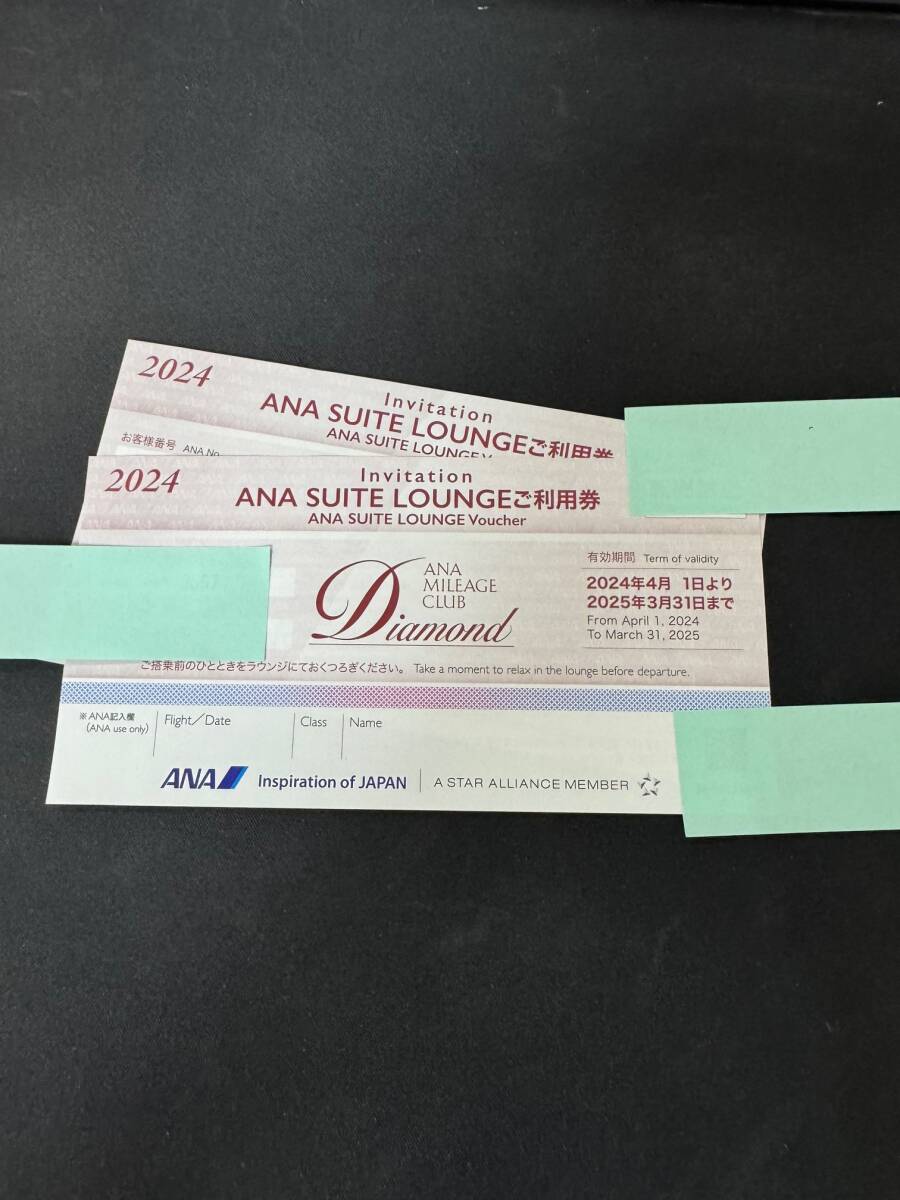 2024
Invitation
ANA SUITE LOUNGEご利用券
ANA SUITE LOUNGE
お客様番号 ANA No
2024
Invitation
ANA SUITE LOUNGEご利用券
ANA SUITE LOUNGE Voucher
ANA
MILEAGE
CLUB
Diamond
有効期間 Term of validity
2024年4月 1日より
2025年3月31日まで
From April 1, 2024
To March 31, 2025
ご搭乗前のひとときをラウンジにておくつろぎください。 Take a moment to relax in the lounge before departure.
※ANA記入欄
(ANA use only)
Flight／Date
Class
Name
ANA Inspiration of JAPAN A STAR ALLIANCE MEMBER